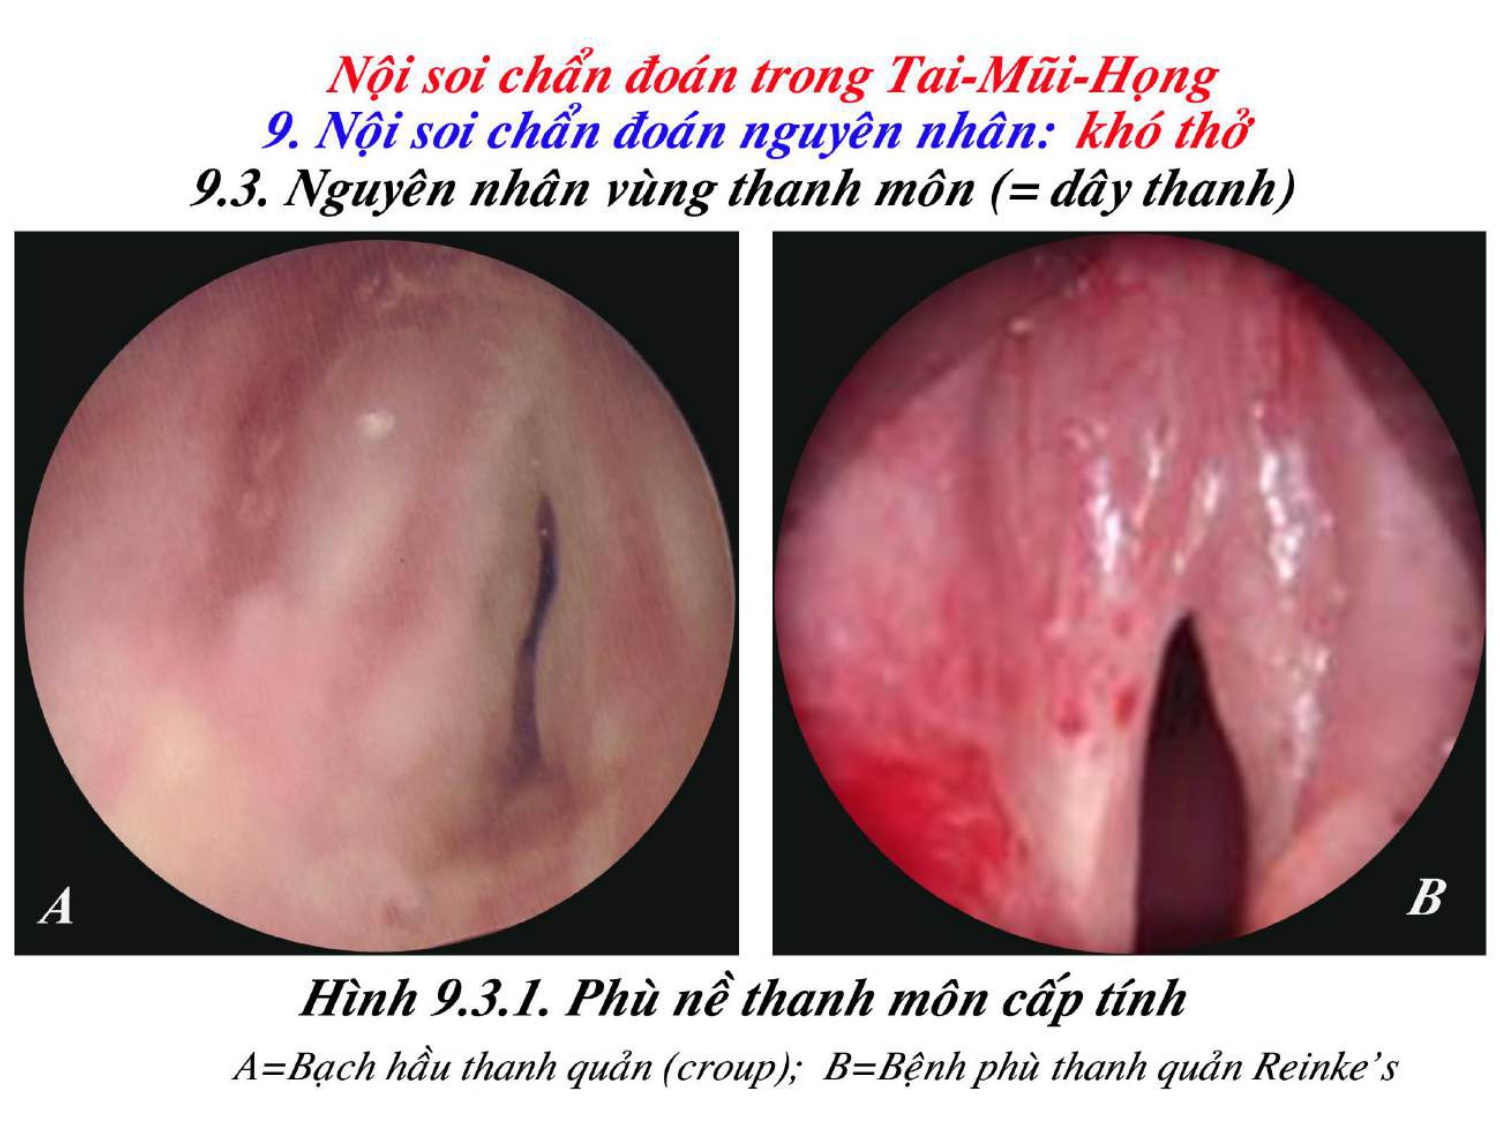 Nội soi chẩn đoán trong Tai-Mũi-Họng
9. Nội soi chẩn đoán nguyên nhân: khó thở
9.3. Nguyên nhân vùng thanh môn (= dây thanh)
A
B
Hình 9.3.1. Phù nề thanh môn cấp tính
A=Bạch hầu thanh quản (croup); B=Bệnh phù thanh quản Reinke's